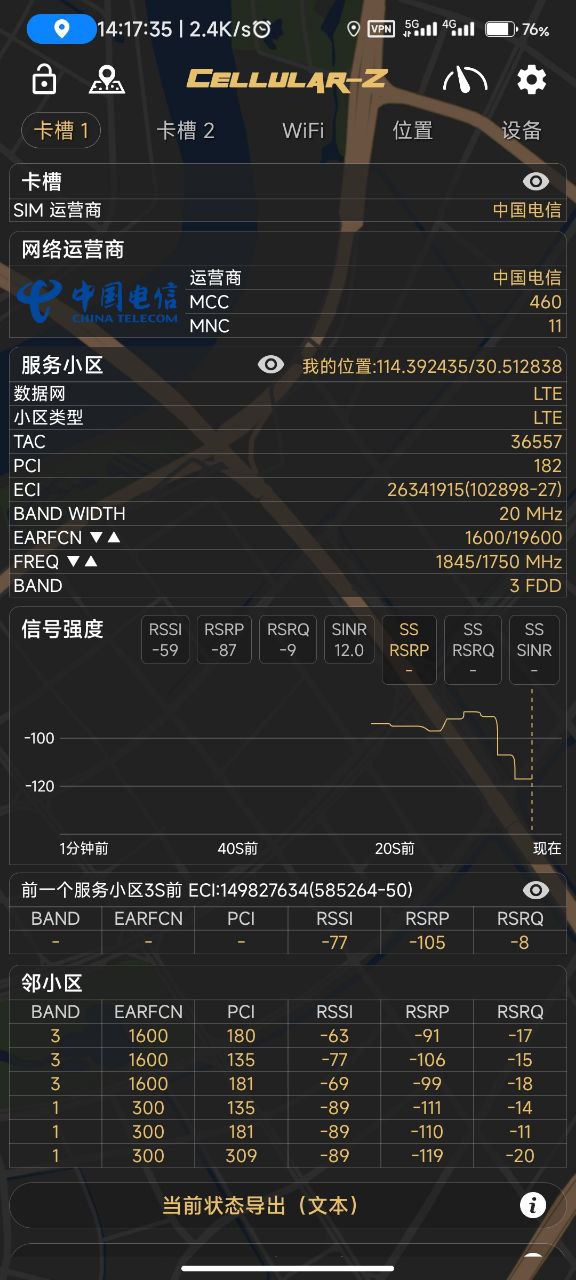 14:17:35 | 2.4K/s VPN 5G 4G 76%
CELLULAR-Z
卡槽 1 卡槽 2 WiFi 位置 设备
卡槽
SIM 运营商 中国电信
网络运营商
中国电信
CHINA TELECOM
运营商 中国电信
MCC 460
MNC 11
服务小区 我的位置:114.392435/30.512838
数据网 LTE
小区类型 LTE
TAC 36557
PCI 182
ECI 26341915(102898-27)
BAND WIDTH 20 MHz
EARFCN ▼▲ 1600/19600
FREQ ▼▲ 1845/1750 MHz
BAND 3 FDD
信号强度
RSSI -59
RSRP -87
RSRQ -9
SINR 12.0
SS RSRP -
SS RSRQ -
SS SINR -
-100
-120
1分钟前 40S前 20S前 现在
前一个服务小区3S前 ECI:149827634(585264-50)
BAND EARFCN PCI RSSI RSRP RSRQ
- - - -77 -105 -8
邻小区
BAND EARFCN PCI RSSI RSRP RSRQ
3 1600 180 -63 -91 -17
3 1600 135 -77 -106 -15
3 1600 181 -69 -99 -18
1 300 135 -89 -111 -14
1 300 181 -89 -110 -11
1 300 309 -89 -119 -20
当前状态导出（文本）